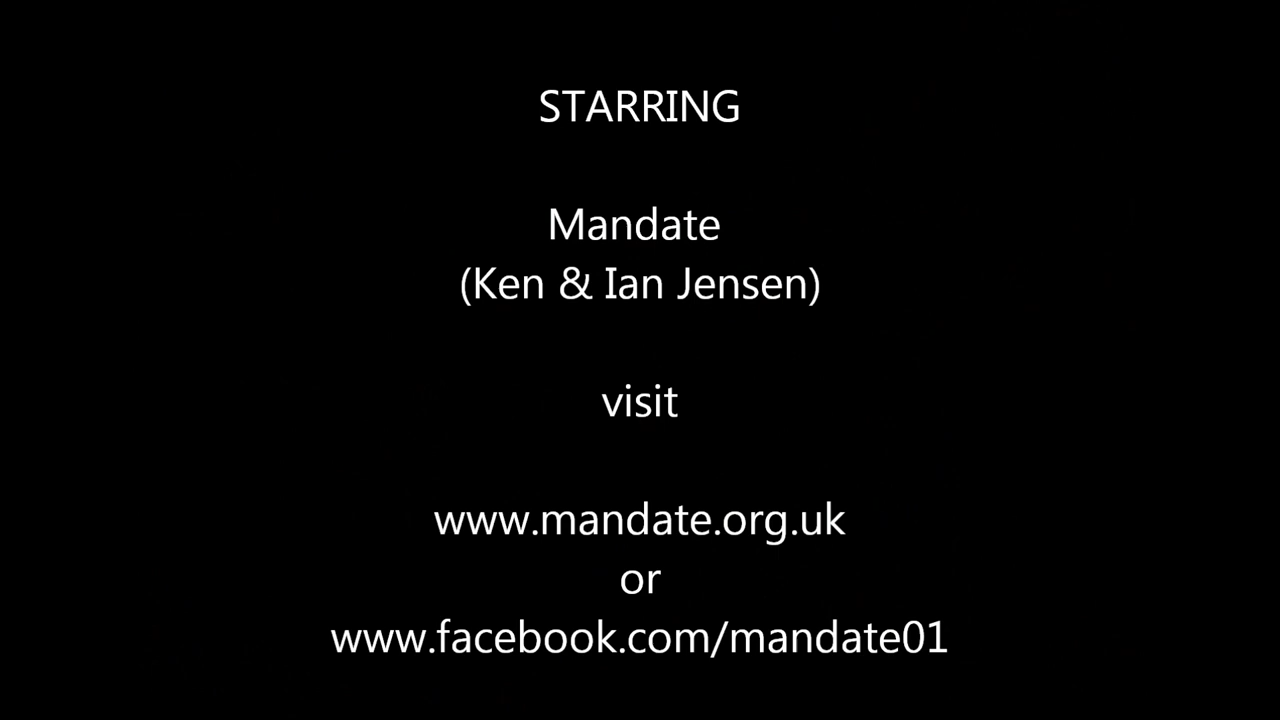 STARRING
Mandate
(Ken & Ian Jensen)
visit
www.mandate.org.uk
or
www.facebook.com/mandate01